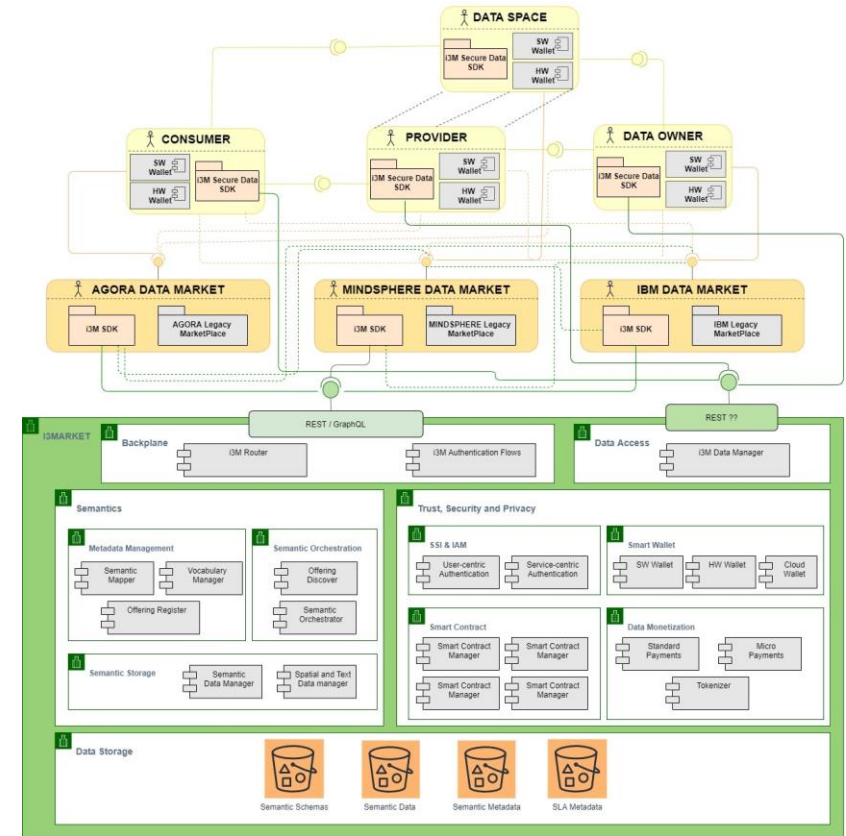 DATA SPACE
i3M Secure Data
SDK
SW
Wallet
HW
Wallet
CONSUMER
SW
Wallet
HW
Wallet
i3M Secure Data
SDK
PROVIDER
i3M Secure Data
SDK
SW
Wallet
HW
Wallet
DATA OWNER
i3M Secure Data
SDK
SW
Wallet
HW
Wallet
AGORA DATA MARKET
i3M SDK
AGORA Legacy
MarketPlace
MINDSPHERE DATA MARKET
i3M SDK
MINDSPHERE Legacy
MarketPlace
IBM DATA MARKET
i3M SDK
IBM Legacy
MarketPlace
REST / GraphQL
REST ??
I3MARKET
Backplane
i3M Router
i3M Authentication Flows
Data Access
i3M Data Manager
Semantics
Metadata Management
Semantic
Mapper
Vocabulary
Manager
Offering Register
Semantic Orchestration
Offering
Discover
Semantic
Orchestrator
Semantic Storage
Semantic
Data Manager
Spatial and Text
Data manager
Trust, Security and Privacy
SSI & IAM
User-centric
Authentication
Service-centric
Authentication
Smart Wallet
SW Wallet
HW Wallet
Cloud
Wallet
Smart Contract
Smart Contract
Manager
Smart Contract
Manager
Smart Contract
Manager
Smart Contract
Manager
Data Monetization
Standard
Payments
Micro
Payments
Tokenizer
Data Storage
Semantic Schemas
Semantic Data
Semantic Metadata
SLA Metadata